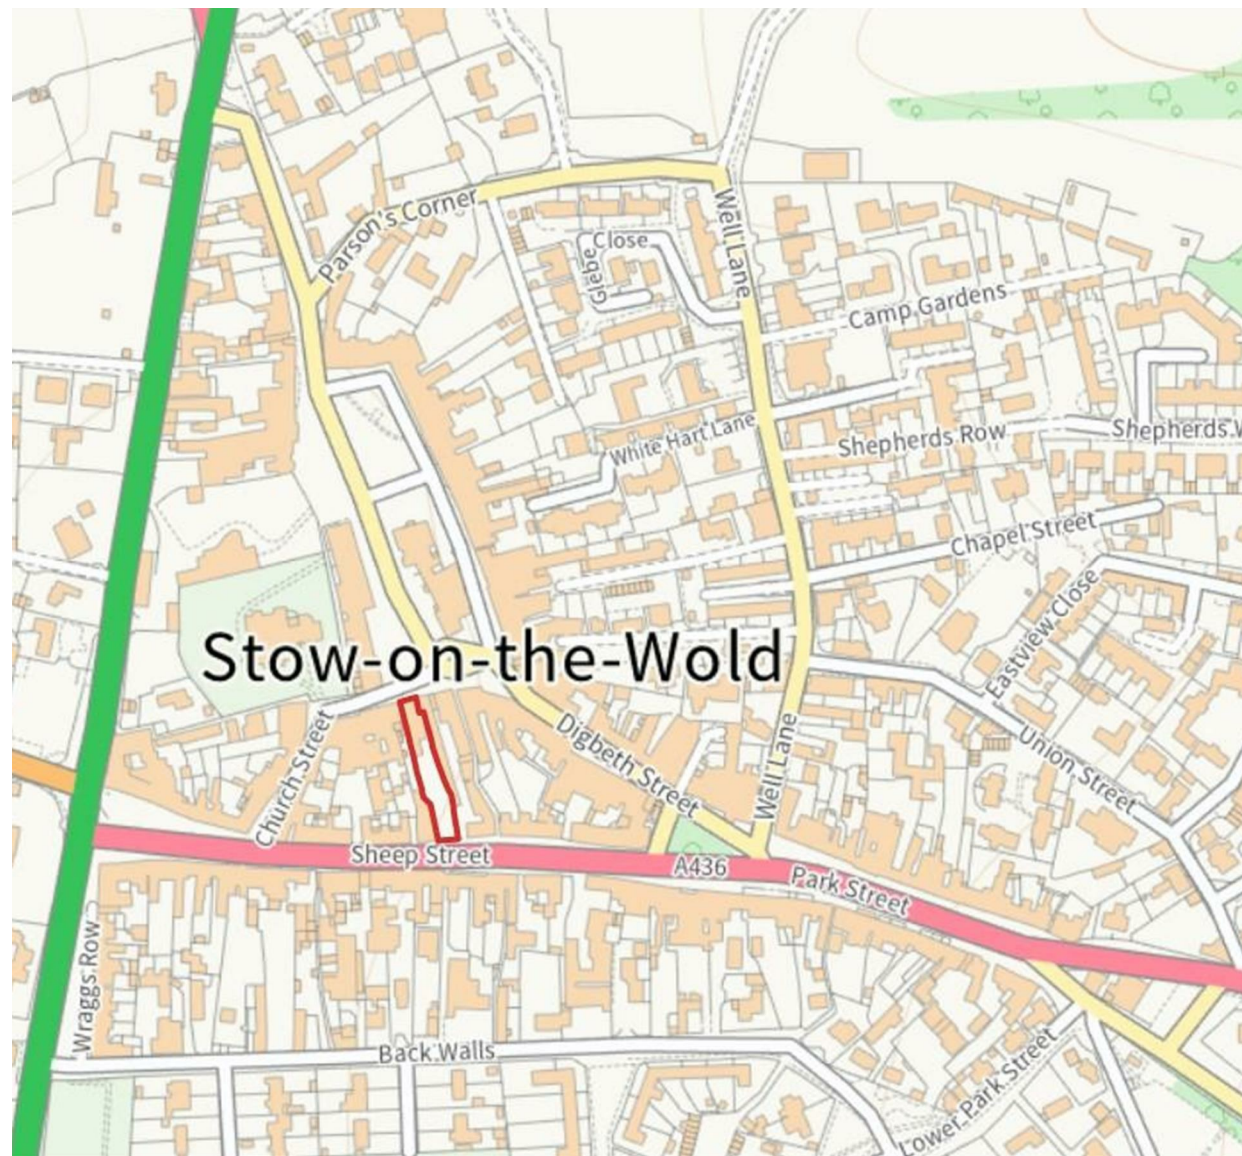 Parson's Corner
Well Lane
Glebe
Close
Camp Gardens
White Hart Lane
Shepherds Row
Shepherds W
Chapel Street
Eastview Close
Stow-on-the-Wold
Church Street
Digbeth Street
Well Lane
Union Street
Sheep Street
A436
Park Street
Wraggs Row
Back Walls
Lower Park Street